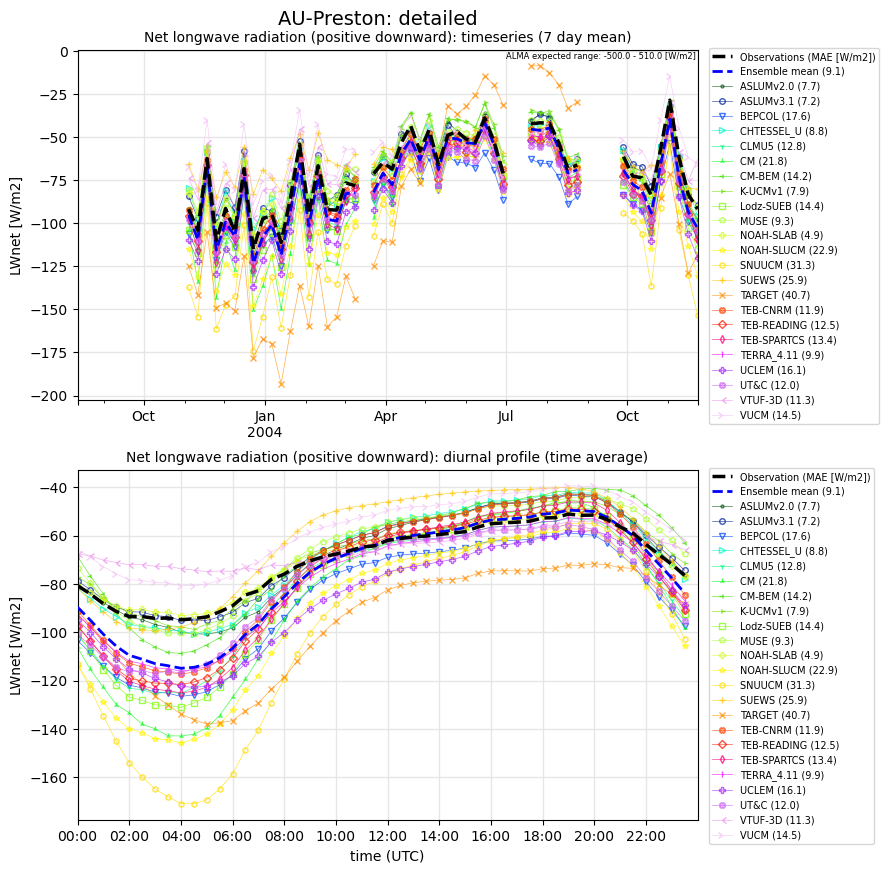 AU-Preston: detailed
Net longwave radiation (positive downward): timeseries (7 day mean)
ALMA expected range: -500.0 - 510.0 [W/m2]
LWnet [W/m2]
0
−25
−50
−75
−100
−125
−150
−175
−200
Oct
Jan
2004
Apr
Jul
Oct
Observations (MAE [W/m2])
Ensemble mean (9.1)
ASLUMv2.0 (7.7)
ASLUMv3.1 (7.2)
BEPCOL (17.6)
CHTESSEL_U (8.8)
CLMU5 (12.8)
CM (21.8)
CM-BEM (14.2)
K-UCMv1 (7.9)
Lodz-SUEB (14.4)
MUSE (9.3)
NOAH-SLAB (4.9)
NOAH-SLUCM (22.9)
SNUUCM (31.3)
SUEWS (25.9)
TARGET (40.7)
TEB-CNRM (11.9)
TEB-READING (12.5)
TEB-SPARTCS (13.4)
TERRA_4.11 (9.9)
UCLEM (16.1)
UT&C (12.0)
VTUF-3D (11.3)
VUCM (14.5)
Net longwave radiation (positive downward): diurnal profile (time average)
LWnet [W/m2]
−40
−60
−80
−100
−120
−140
−160
00:00
02:00
04:00
06:00
08:00
10:00
12:00
14:00
16:00
18:00
20:00
22:00
time (UTC)
Observation (MAE [W/m2])
Ensemble mean (9.1)
ASLUMv2.0 (7.7)
ASLUMv3.1 (7.2)
BEPCOL (17.6)
CHTESSEL_U (8.8)
CLMU5 (12.8)
CM (21.8)
CM-BEM (14.2)
K-UCMv1 (7.9)
Lodz-SUEB (14.4)
MUSE (9.3)
NOAH-SLAB (4.9)
NOAH-SLUCM (22.9)
SNUUCM (31.3)
SUEWS (25.9)
TARGET (40.7)
TEB-CNRM (11.9)
TEB-READING (12.5)
TEB-SPARTCS (13.4)
TERRA_4.11 (9.9)
UCLEM (16.1)
UT&C (12.0)
VTUF-3D (11.3)
VUCM (14.5)